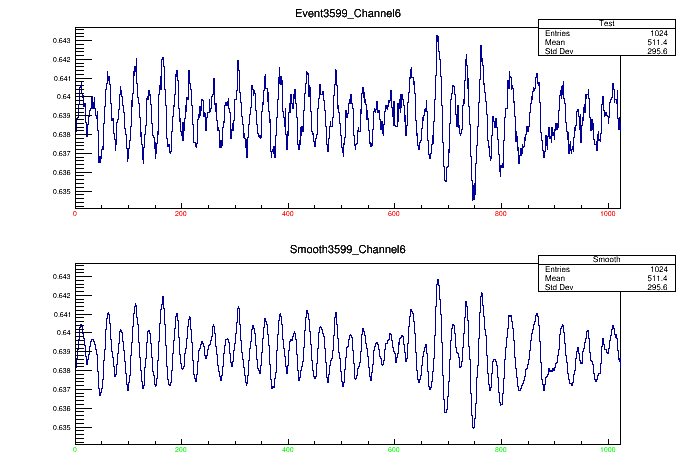 Event3599_Channel6
Test
Entries 1024
Mean 511.4
Std Dev 295.6
0.643
0.642
0.641
0.64
0.639
0.638
0.637
0.636
0.635
0 200 400 600 800 1000
Smooth3599_Channel6
Smooth
Entries 1024
Mean 511.4
Std Dev 295.6
0.643
0.642
0.641
0.64
0.639
0.638
0.637
0.636
0.635
0 200 400 600 800 1000